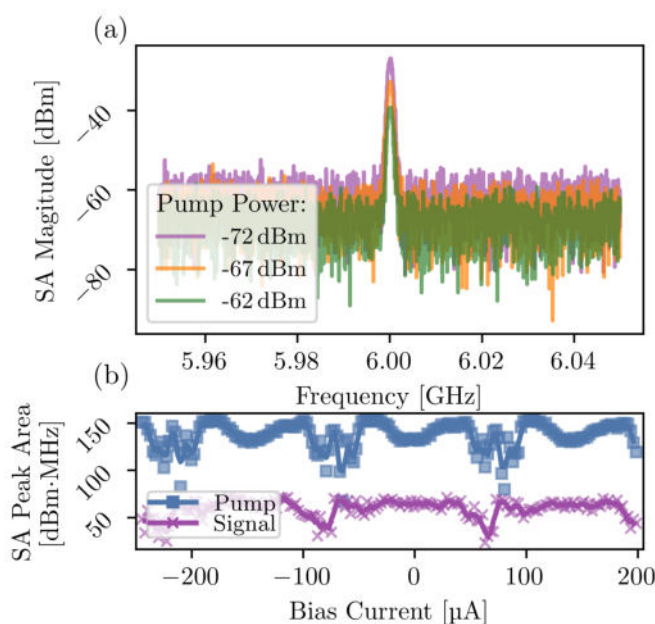 (a)
SA Magitude [dBm]
−40
−60
−80
Pump Power:
-72 dBm
-67 dBm
-62 dBm
5.96
5.98
6.00
6.02
6.04
Frequency [GHz]
(b)
SA Peak Area
[dBm·MHz]
150
100
50
Pump
Signal
−200
−100
0
100
200
Bias Current [µA]